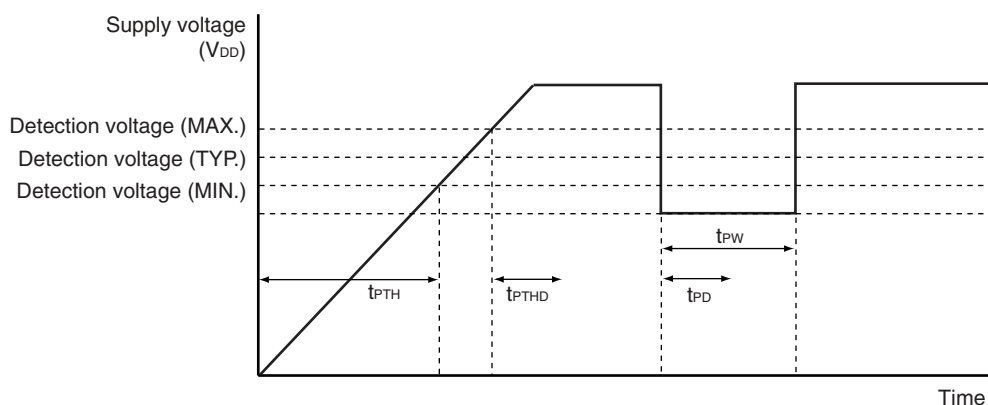 Supply voltage
(VDD)
Detection voltage (MAX.)
Detection voltage (TYP.)
Detection voltage (MIN.)
tPW
tPTH
tPTHD
tPD
Time